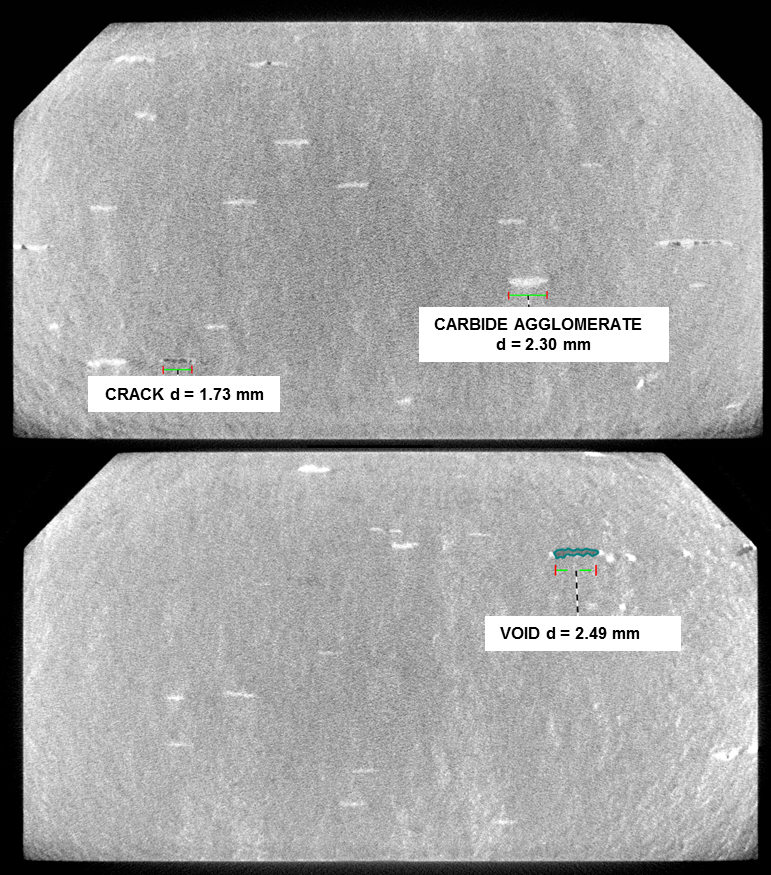 CARBIDE AGGLOMERATE
d = 2.30 mm
CRACK d = 1.73 mm
VOID d = 2.49 mm